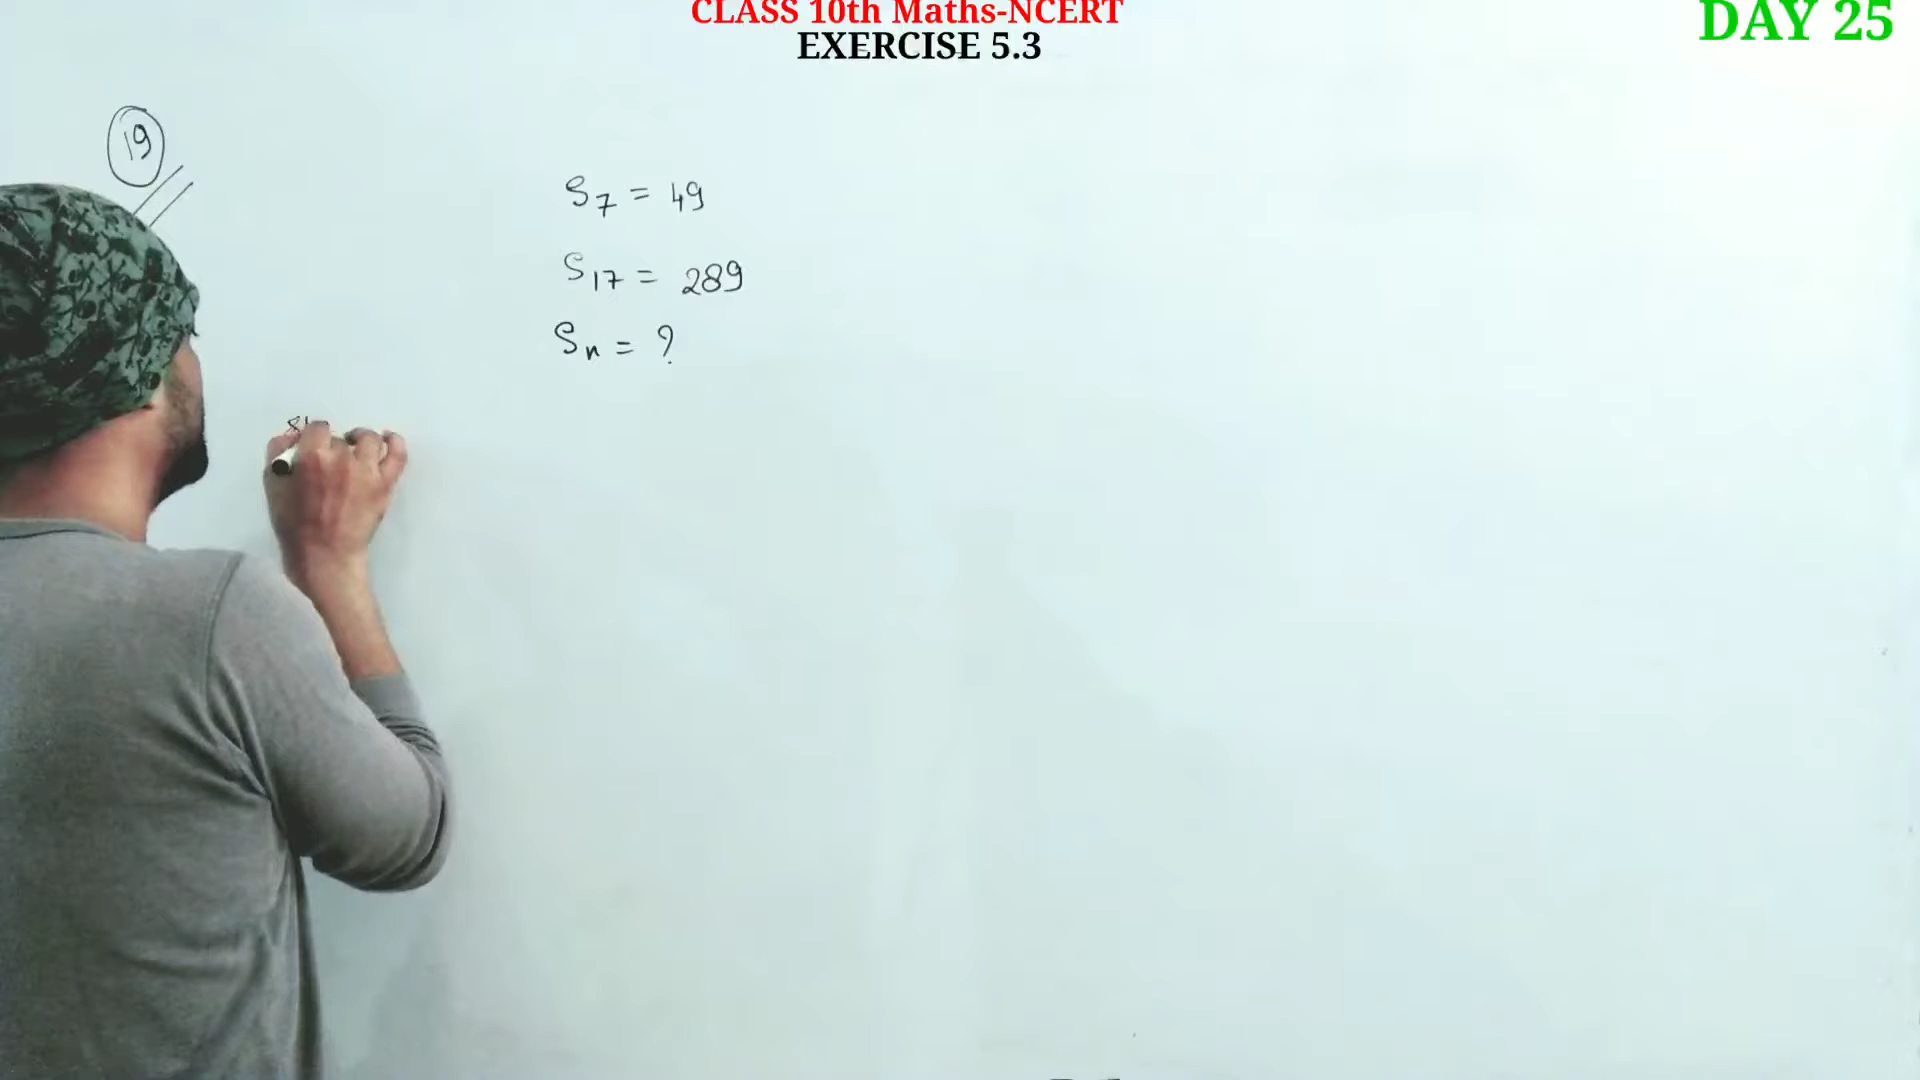 CLASS 10th Maths-NCERT
EXERCISE 5.3
DAY 25
19
S₇ = 49
S₁₇ = 289
Sₙ = ?